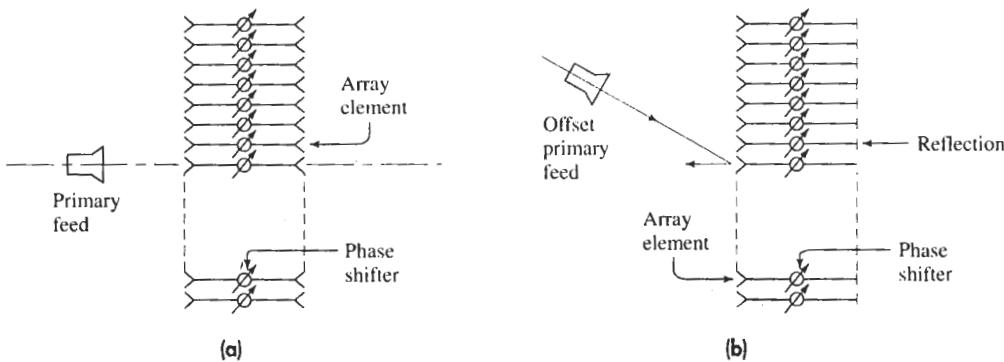 Array
element
Primary
feed
Phase
shifter
(a)
Offset
primary
feed
Reflection
Array
element
Phase
shifter
(b)